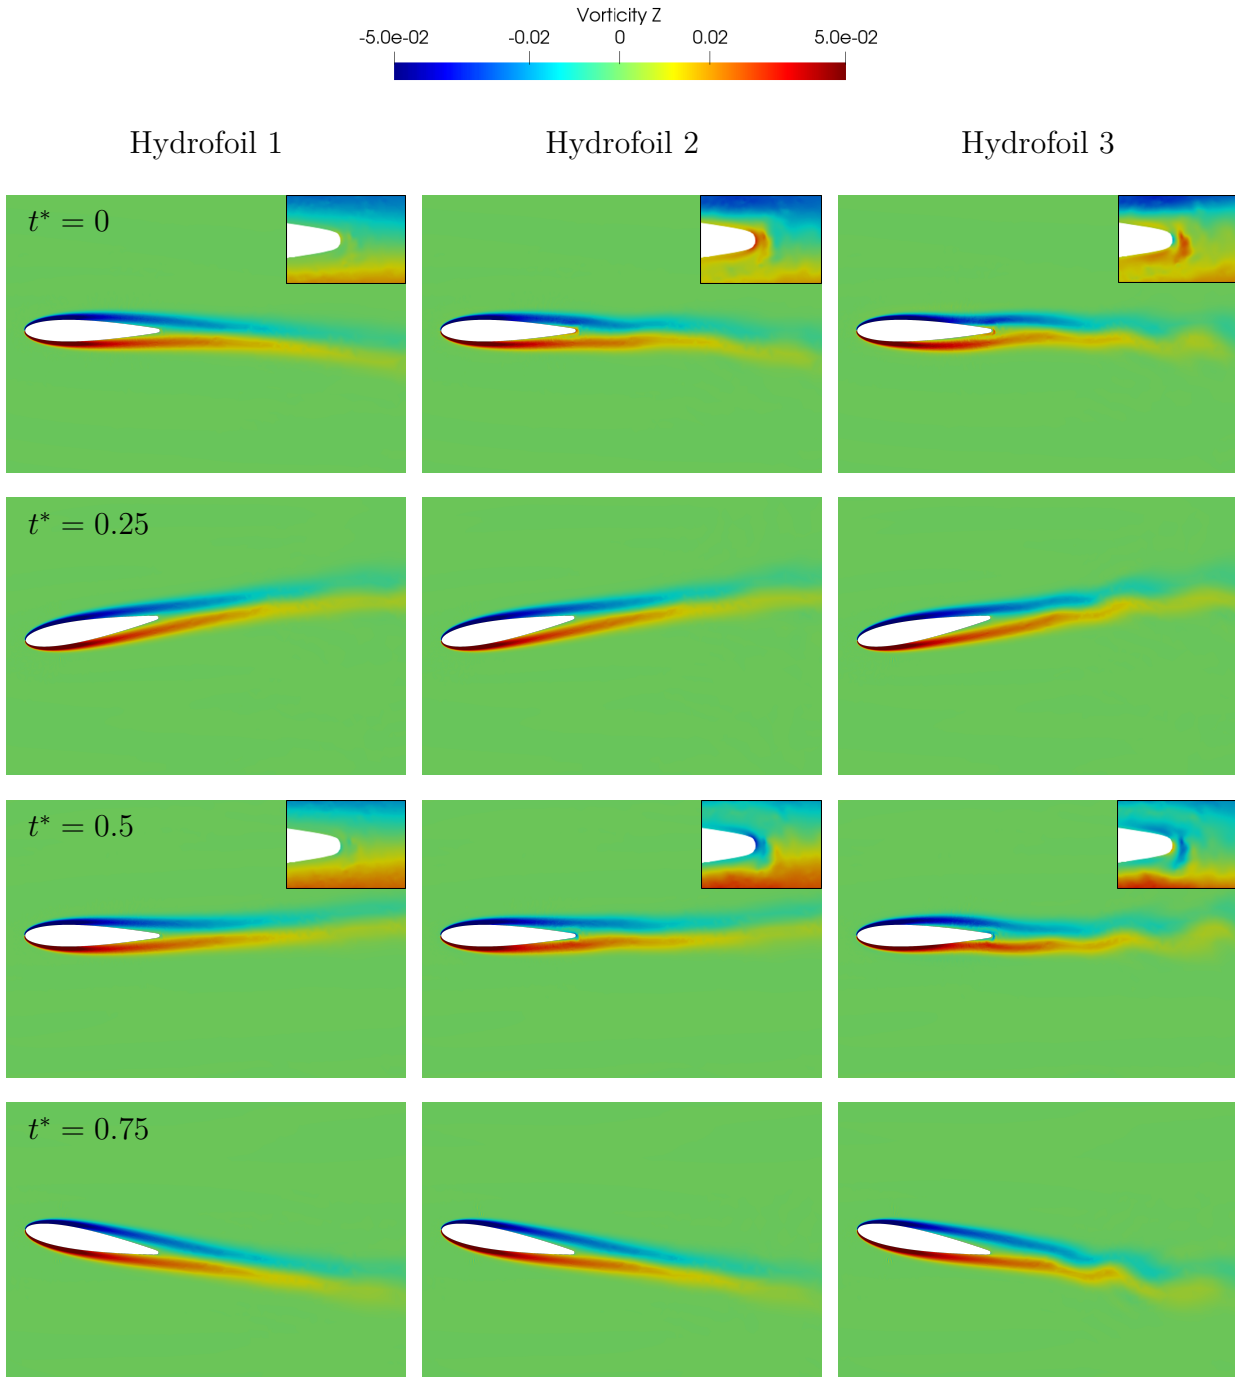 Vorticity Z
-5.0e-02 -0.02 0 0.02 5.0e-02
Hydrofoil 1 Hydrofoil 2 Hydrofoil 3
t* = 0
t* = 0.25
t* = 0.5
t* = 0.75